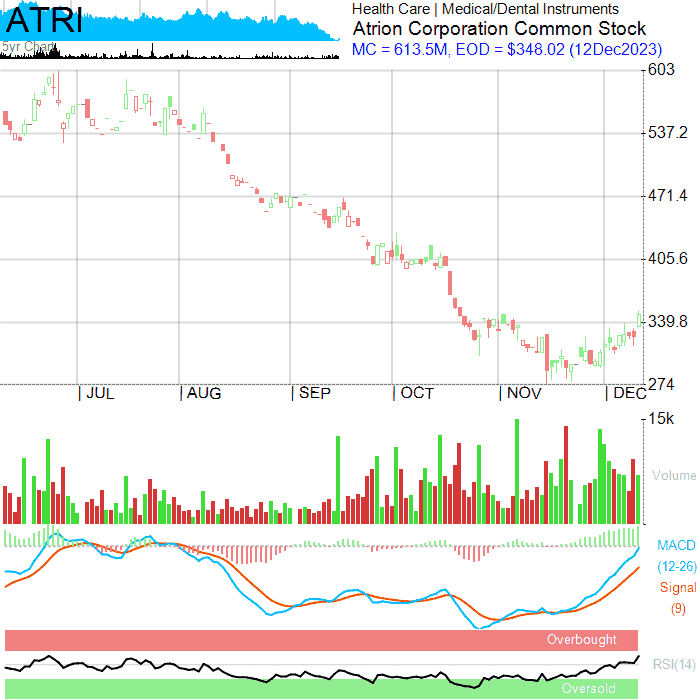 ATRI
5yr Chart
Health Care | Medical/Dental Instruments
Atrion Corporation Common Stock
MC = 613.5M, EOD = $348.02 (12Dec2023)
603
537.2
471.4
405.6
339.8
274
JUL AUG SEP OCT NOV DEC
15k
Volume
MACD
(12-26)
Signal
(9)
Overbought
RSI(14)
Oversold